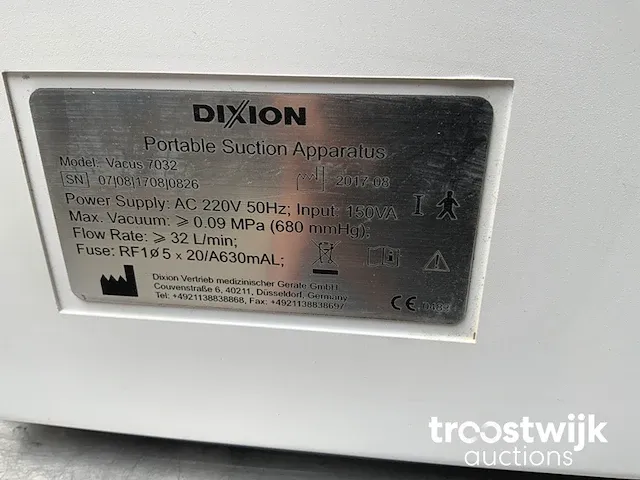 DIXION
Portable Suction Apparatus
Model: Vacus 7032
SN 07|08|1708|0826
2017-08
Power Supply: AC 220V 50Hz; Input: 150VA
Max. Vacuum: ⩾ 0.09 MPa (680 mmHg);
Flow Rate: ⩾ 32 L/min;
Fuse: RF1ø5 x 20/A630mAL;
Dixion Vertrieb medizinischer Geräte GmbH
Couvenstraße 6, 40211, Düsseldorf, Germany
Tel: +4921138838868, Fax: +4921138838697
CE
troostwijk
auctions